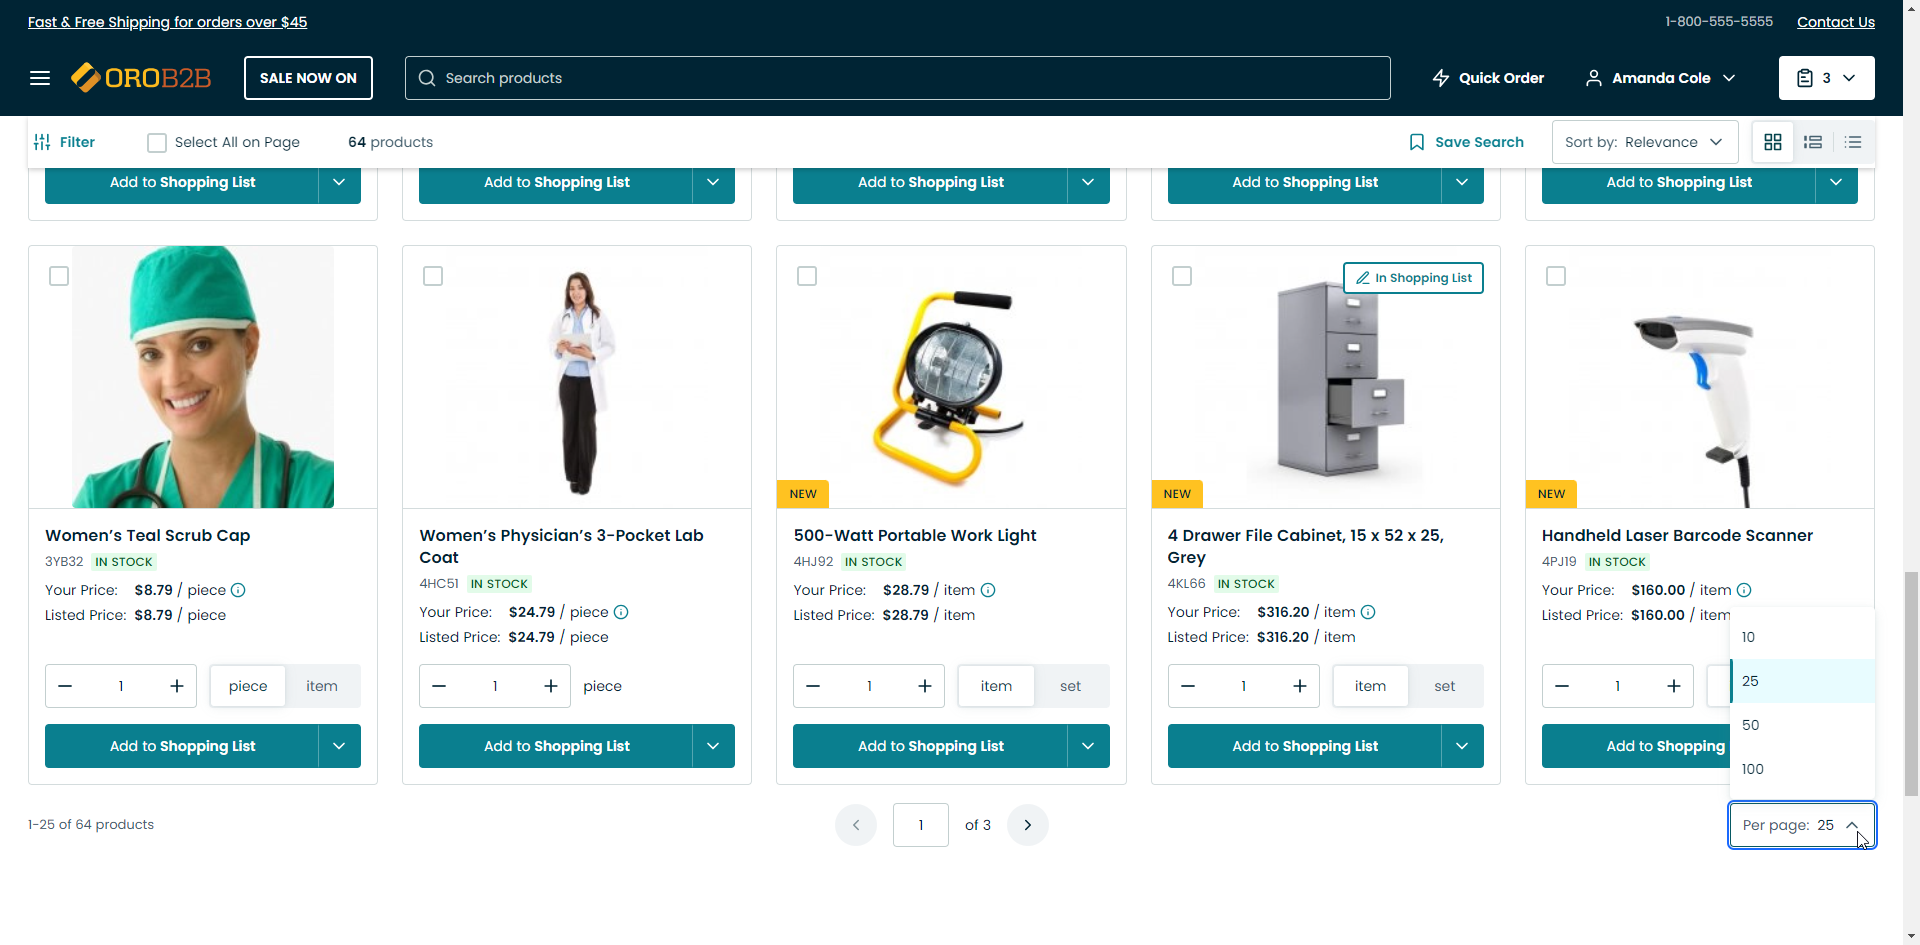 Fast & Free Shipping for orders over $45
1-800-555-5555
Contact Us
OROB2B
SALE NOW ON
Search products
Quick Order
Amanda Cole
3
Filter
Select All on Page
64 products
Save Search
Sort by: Relevance
Add to Shopping List
Add to Shopping List
Add to Shopping List
Add to Shopping List
Add to Shopping List
Women's Teal Scrub Cap
3YB32 IN STOCK
Your Price: $8.79 / piece
Listed Price: $8.79 / piece
1
piece
item
Add to Shopping List
Women's Physician's 3-Pocket Lab
Coat
4HC51 IN STOCK
Your Price: $24.79 / piece
Listed Price: $24.79 / piece
1
piece
Add to Shopping List
NEW
500-Watt Portable Work Light
4HJ92 IN STOCK
Your Price: $28.79 / item
Listed Price: $28.79 / item
1
item
set
Add to Shopping List
In Shopping List
NEW
4 Drawer File Cabinet, 15 x 52 x 25,
Grey
4KL66 IN STOCK
Your Price: $316.20 / item
Listed Price: $316.20 / item
1
item
set
Add to Shopping List
NEW
Handheld Laser Barcode Scanner
4PJ19 IN STOCK
Your Price: $160.00 / item
Listed Price: $160.00 / item
1
Add to Shopping
10
25
50
100
1-25 of 64 products
1
of 3
Per page: 25